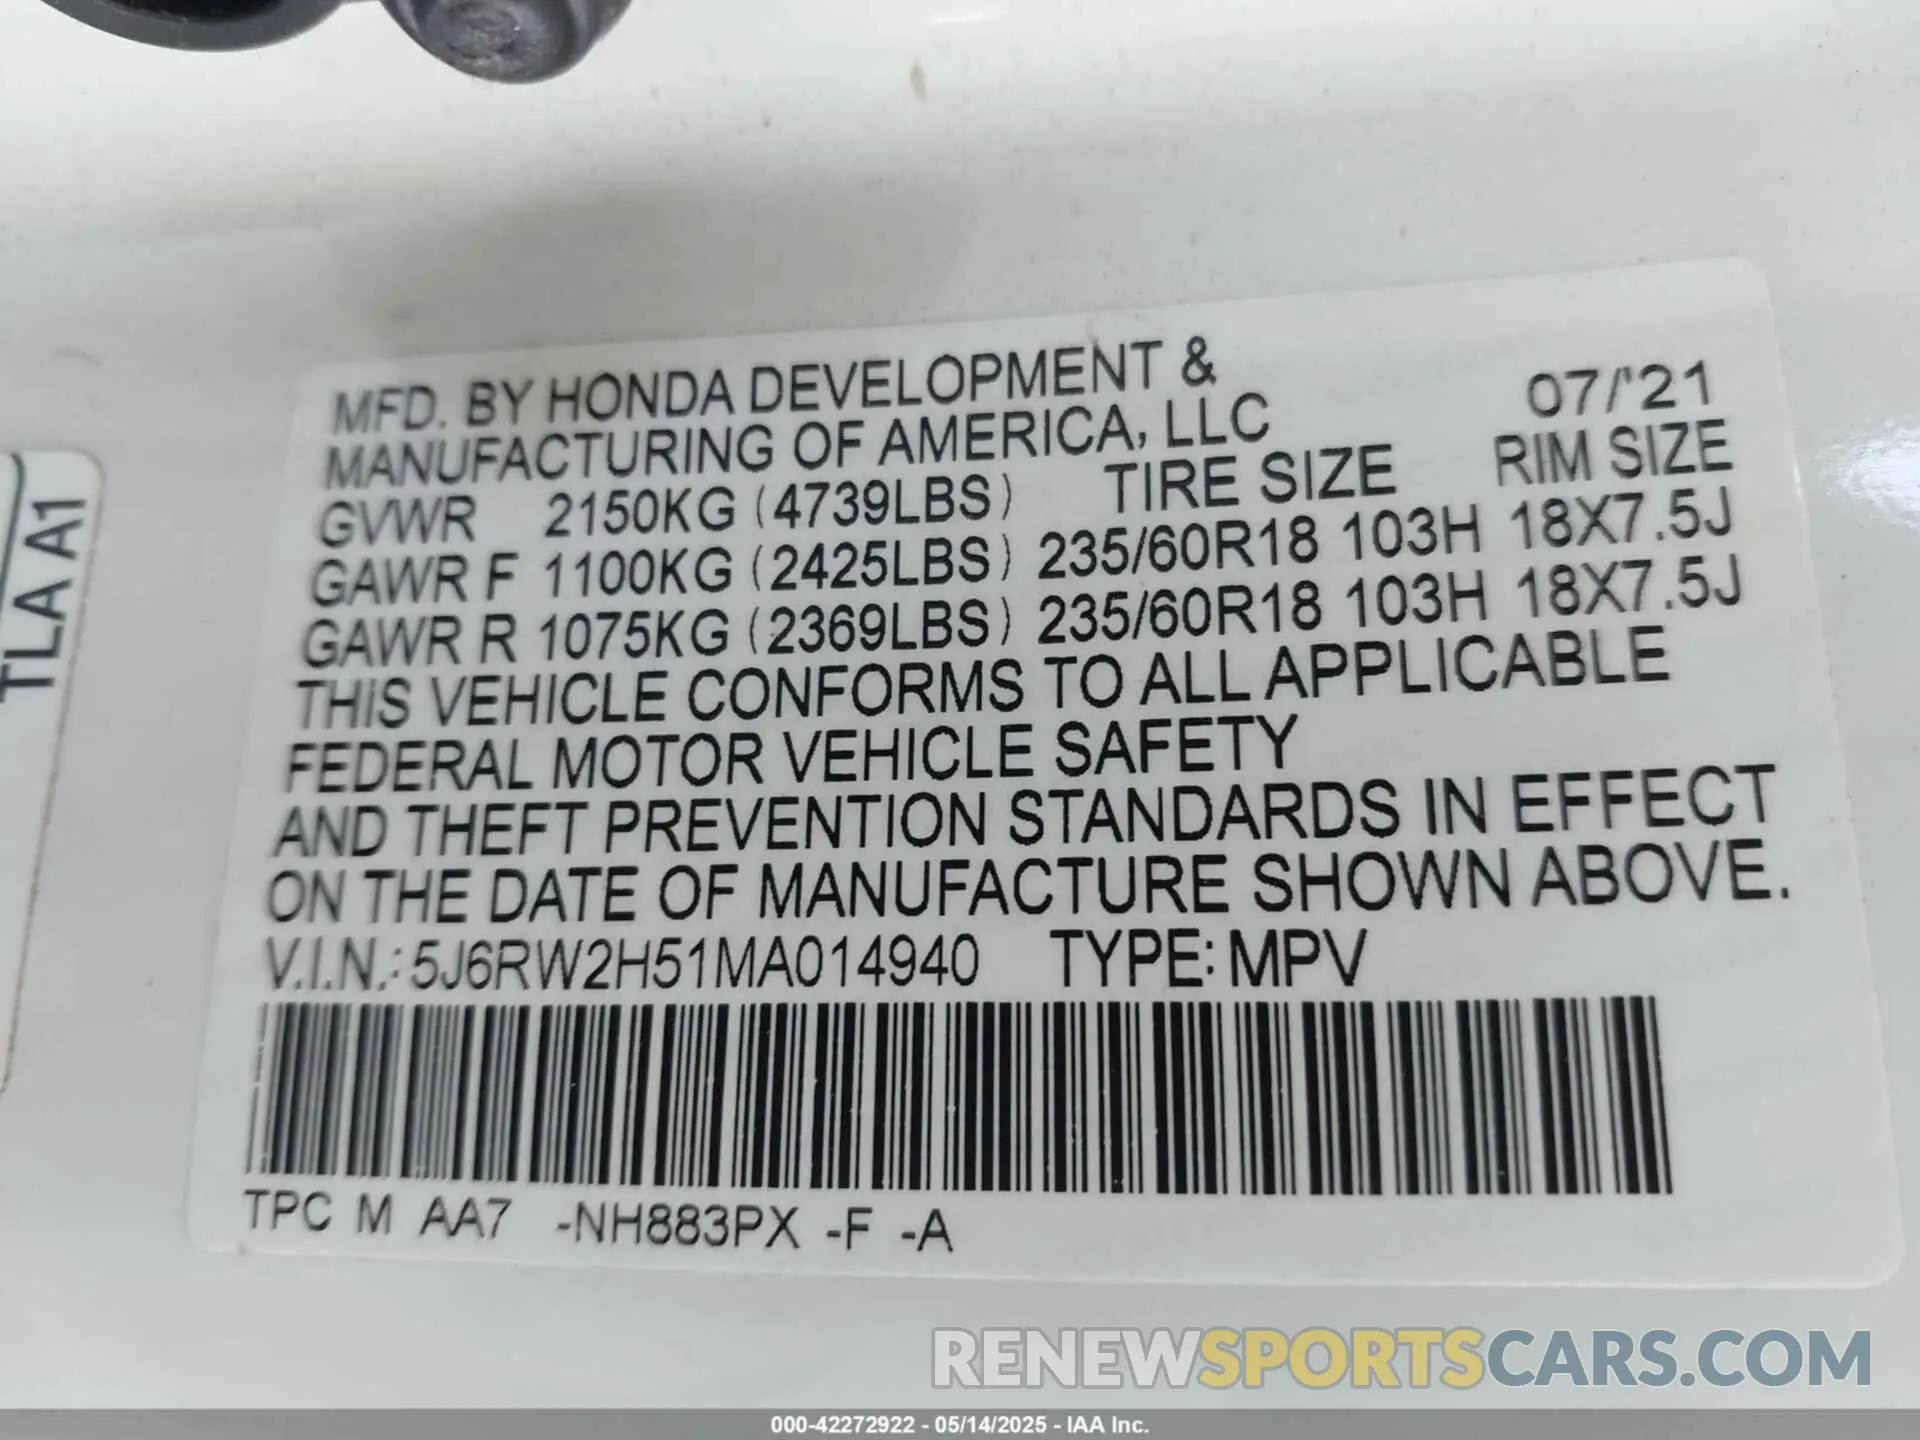 MFD. BY HONDA DEVELOPMENT &
MANUFACTURING OF AMERICA, LLC 07/'21
GVWR 2150KG (4739LBS) TIRE SIZE RIM SIZE
GAWR F 1100KG (2425LBS) 235/60R18 103H 18X7.5J
GAWR R 1075KG (2369LBS) 235/60R18 103H 18X7.5J
THIS VEHICLE CONFORMS TO ALL APPLICABLE
FEDERAL MOTOR VEHICLE SAFETY
AND THEFT PREVENTION STANDARDS IN EFFECT
ON THE DATE OF MANUFACTURE SHOWN ABOVE.
V.I.N.: 5J6RW2H51MA014940 TYPE: MPV
TPC M AA7 -NH883PX -F -A
TLA A1
RENEWSPORTSCARS.COM
000-42272922 - 05/14/2025 - IAA Inc.